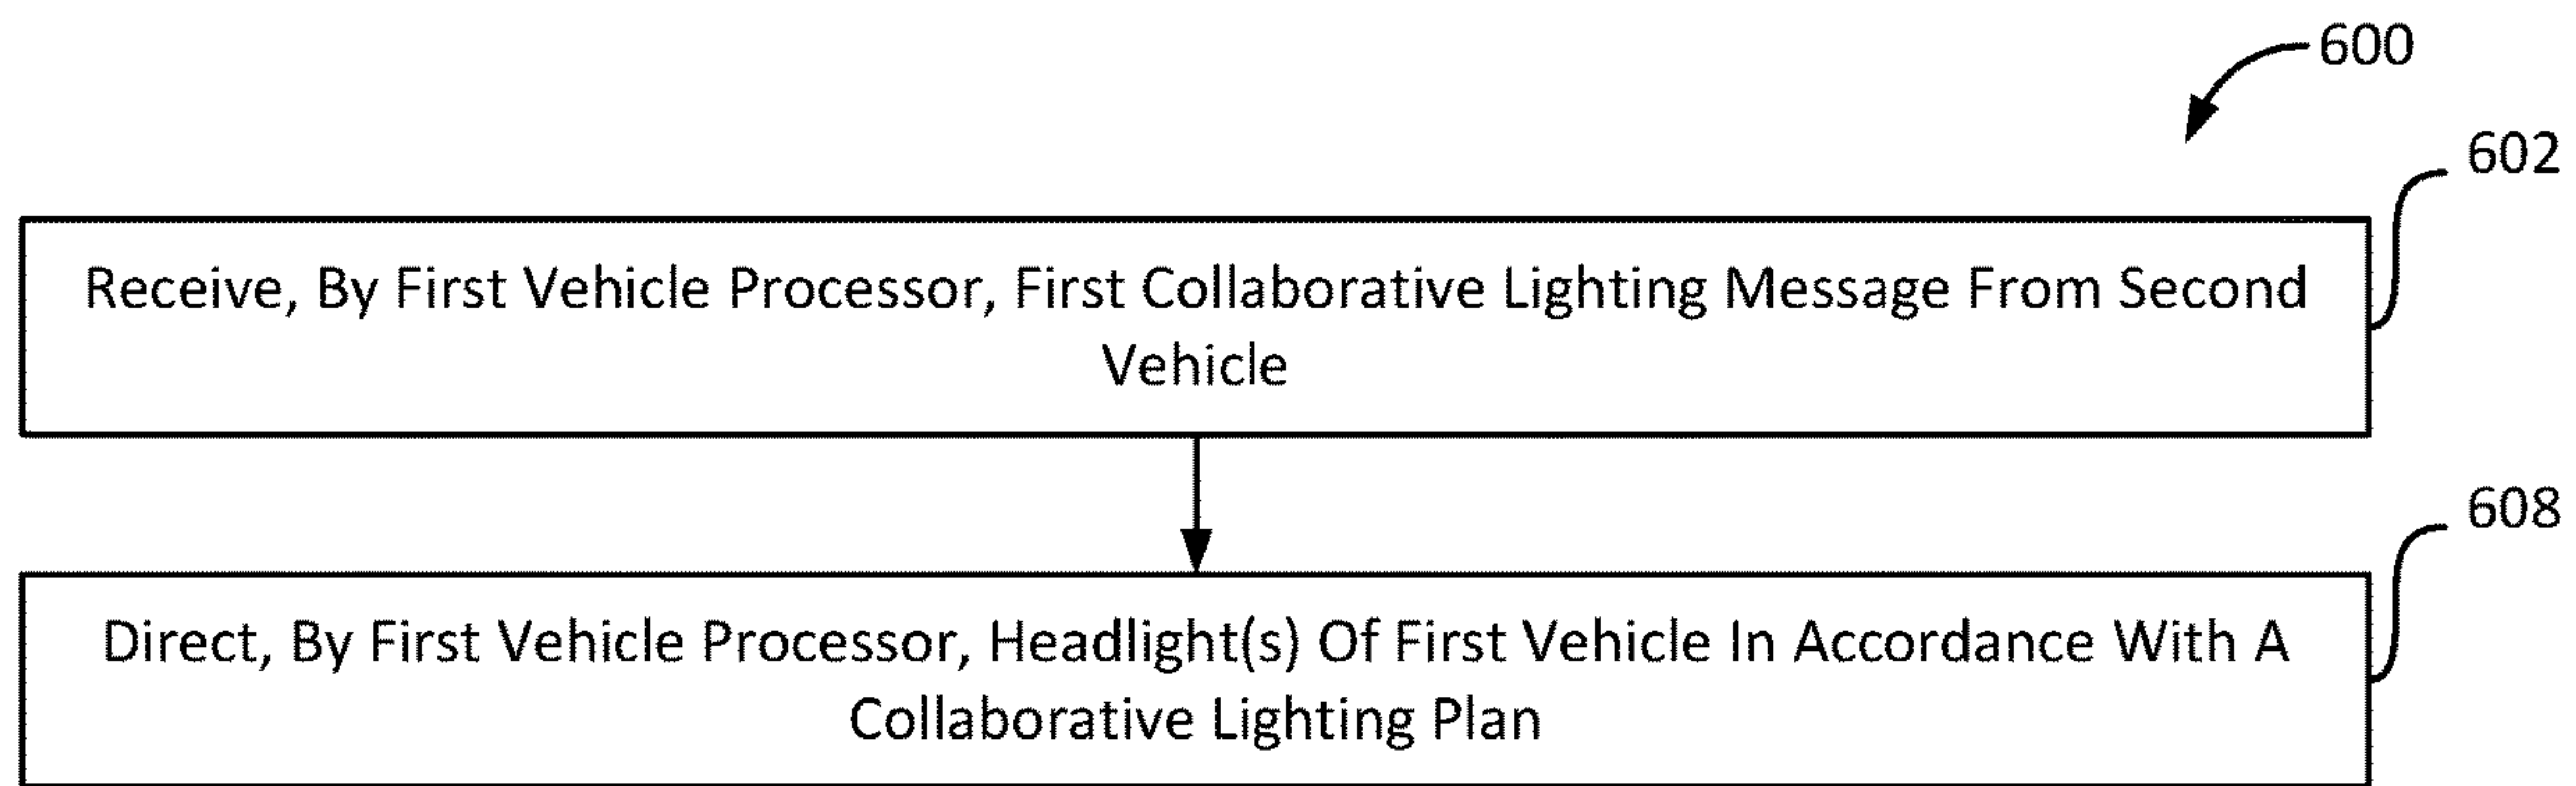 600
602
Receive, By First Vehicle Processor, First Collaborative Lighting Message From Second
Vehicle
608
Direct, By First Vehicle Processor, Headlight(s) Of First Vehicle In Accordance With A
Collaborative Lighting Plan